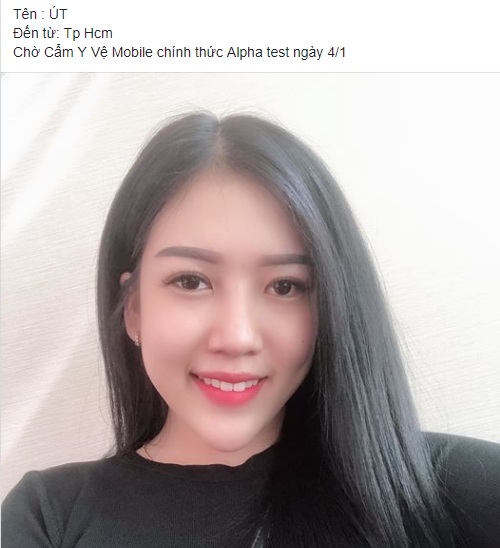 Tên : ÚT
Đến từ: Tp Hcm
Chờ Cẩm Y Vệ Mobile chính thức Alpha test ngày 4/1